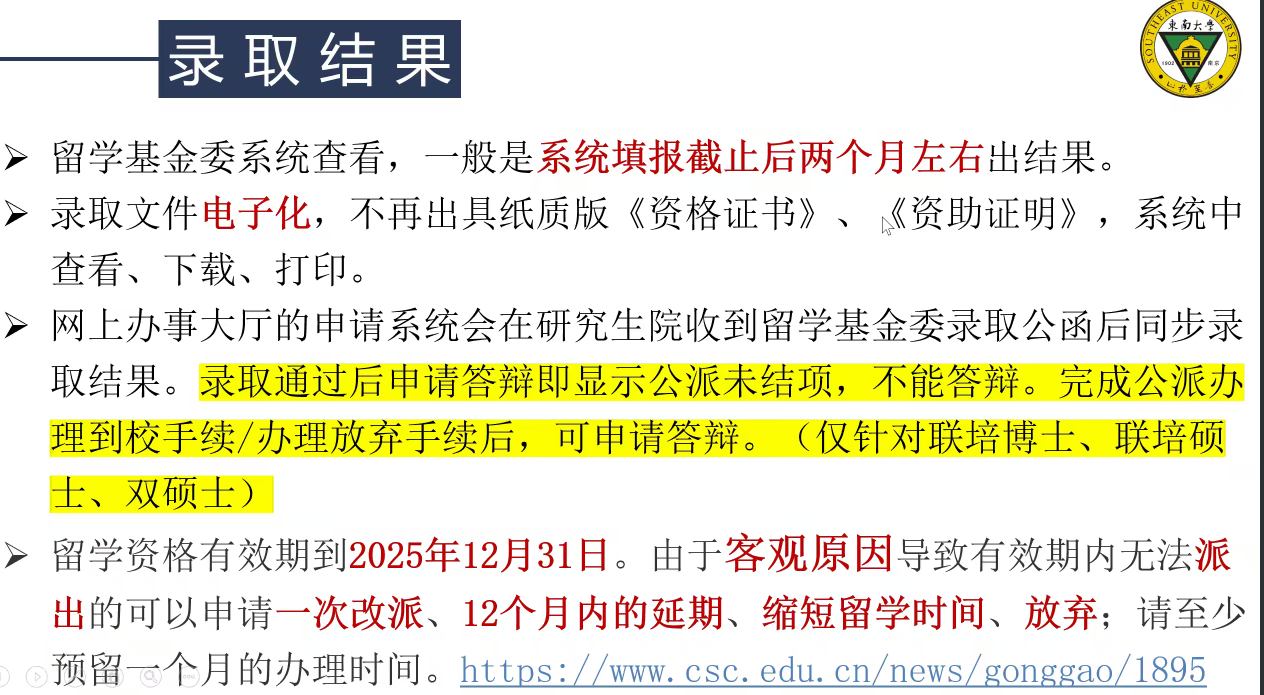 录取结果
SOUTHEAST UNIVERSITY
東南大學
1902 南京
留学基金委系统查看，一般是系统填报截止后两个月左右出结果。
录取文件电子化，不再出具纸质版《资格证书》、《资助证明》，系统中
查看、下载、打印。
网上办事大厅的申请系统会在研究生院收到留学基金委录取公函后同步录
取结果。录取通过后申请答辩即显示公派未结项，不能答辩。完成公派办
理到校手续/办理放弃手续后，可申请答辩。（仅针对联培博士、联培硕
士、双硕士）
留学资格有效期到2025年12月31日。由于客观原因导致有效期内无法派
出的可以申请一次改派、12个月内的延期、缩短留学时间、放弃；请至少
预留一个月的办理时间。https://www.csc.edu.cn/news/gonggao/1895